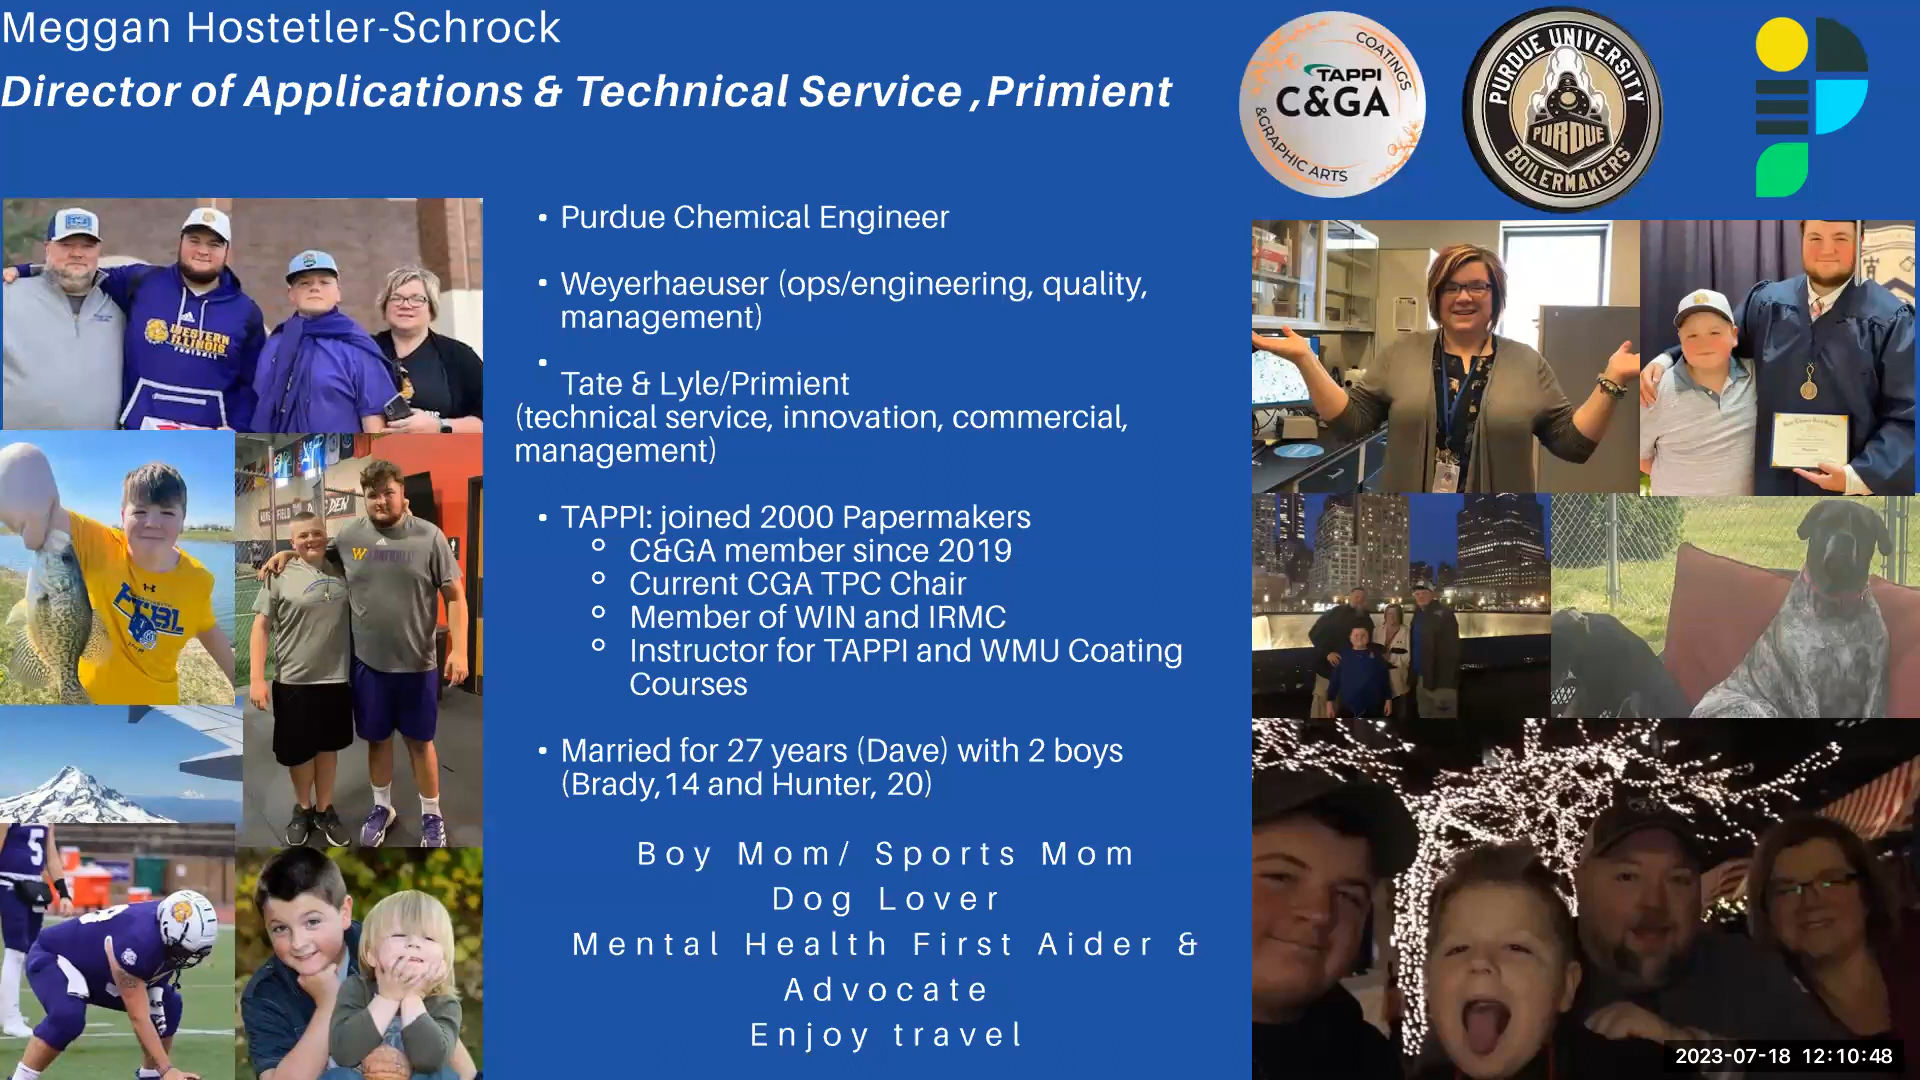 Meggan Hostetler-Schrock
Director of Applications & Technical Service , Primient
COATINGS
TAPPI
C&GA
&GRAPHIC ARTS
PURDUE UNIVERSITY
PURDUE
BOILERMAKERS
• Purdue Chemical Engineer
• Weyerhaeuser (ops/engineering, quality,
management)
•
Tate & Lyle/Primient
(technical service, innovation, commercial,
management)
• TAPPI: joined 2000 Papermakers
° C&GA member since 2019
° Current CGA TPC Chair
° Member of WIN and IRMC
° Instructor for TAPPI and WMU Coating
Courses
• Married for 27 years (Dave) with 2 boys
(Brady,14 and Hunter, 20)
Boy Mom/ Sports Mom
Dog Lover
Mental Health First Aider &
Advocate
Enjoy travel
WESTERN
ILLINOIS
FOOTBALL
FIELD
W
5
2023-07-18 12:10:48